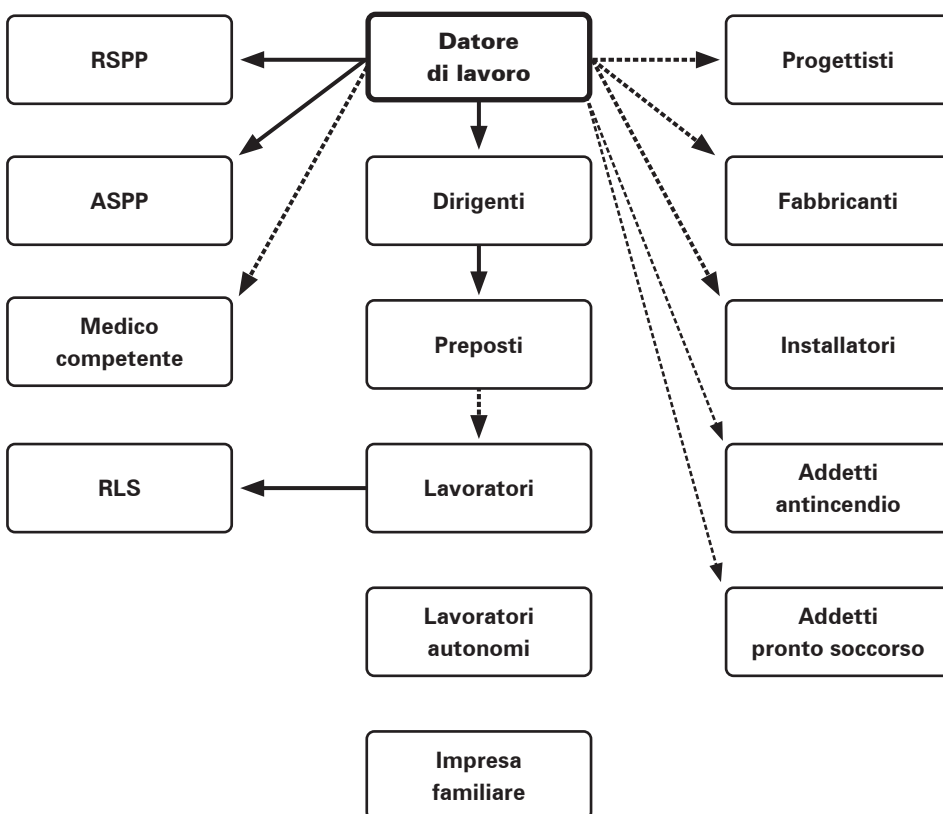 RSPP
Datore
di lavoro
Progettisti
ASPP
Dirigenti
Fabbricanti
Medico
competente
Preposti
Installatori
RLS
Lavoratori
Addetti
antincendio
Lavoratori
autonomi
Addetti
pronto soccorso
Impresa
familiare